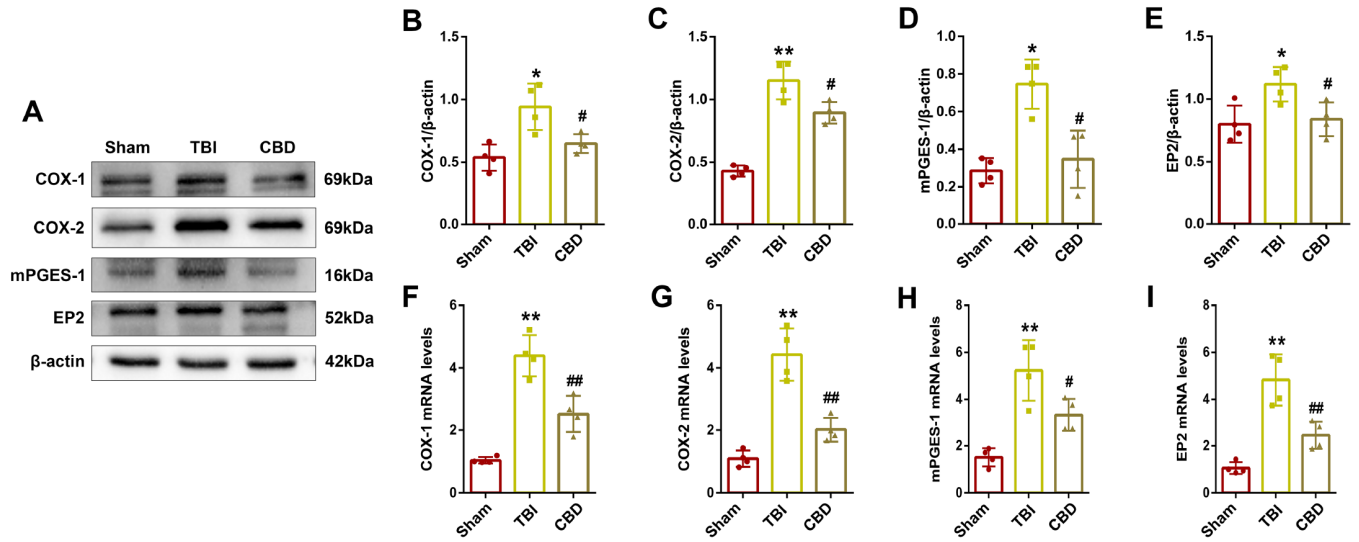 A
Sham TBI CBD
COX-1 69kDa
COX-2 69kDa
mPGES-1 16kDa
EP2 52kDa
β-actin 42kDa
B
COX-1/β-actin
1.5
1.0
0.5
0.0
*
#
Sham TBI CBD
C
COX-2/β-actin
1.5
1.0
0.5
0.0
**
#
Sham TBI CBD
D
mPGES-1/β-actin
1.0
0.8
0.6
0.4
0.2
0.0
*
#
Sham TBI CBD
E
EP2/β-actin
1.5
1.0
0.5
0.0
*
#
Sham TBI CBD
F
COX-1 mRNA levels
6
4
2
0
**
##
Sham TBI CBD
G
COX-2 mRNA levels
6
4
2
0
**
##
Sham TBI CBD
H
mPGES-1 mRNA levels
8
6
4
2
0
**
#
Sham TBI CBD
I
EP2 mRNA levels
8
6
4
2
0
**
##
Sham TBI CBD